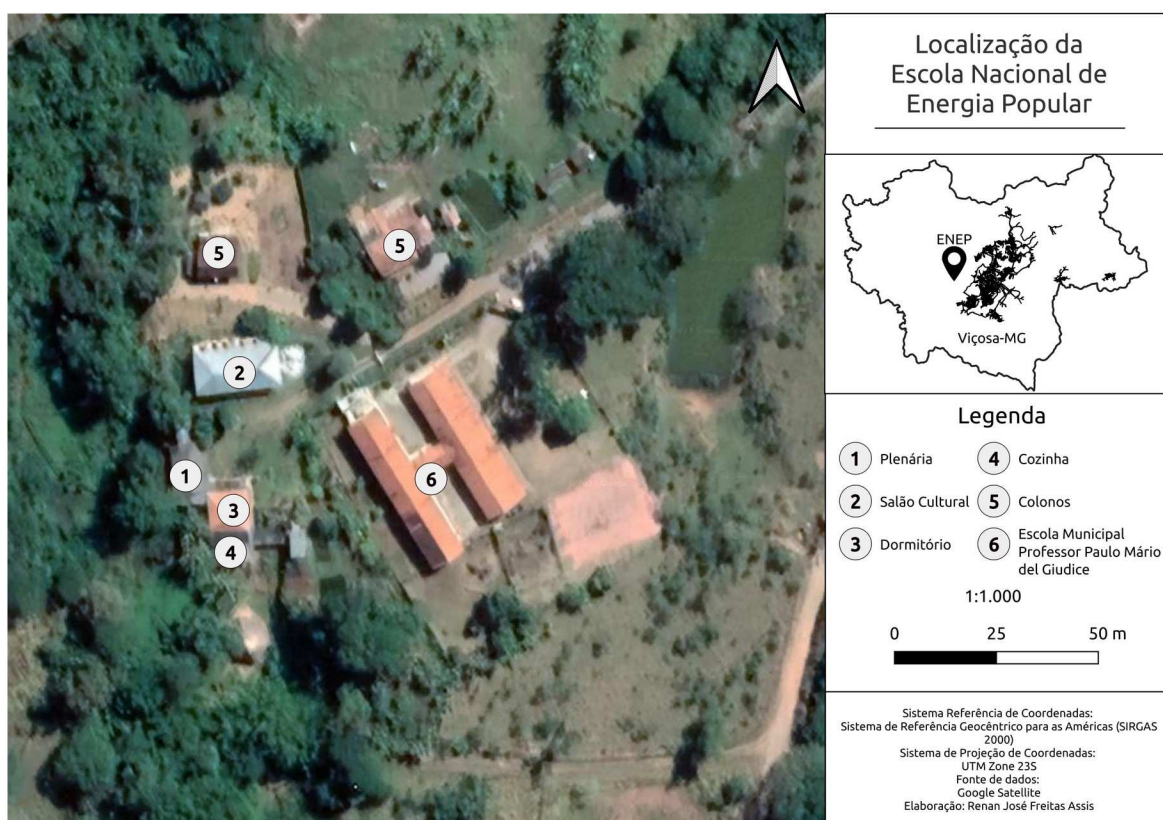 Localização da
Escola Nacional de
Energia Popular
ENEP
Viçosa-MG
Legenda
1 Plenária
4 Cozinha
2 Salão Cultural
5 Colonos
3 Dormitório
6 Escola Municipal
Professor Paulo Mário
del Giudice
1:1.000
0 25 50 m
Sistema Referência de Coordenadas:
Sistema de Referência Geocêntrico para as Américas (SIRGAS
2000)
Sistema de Projeção de Coordenadas:
UTM Zone 23S
Fonte de dados:
Google Satellite
Elaboração: Renan José Freitas Assis
5
5
2
1
6
3
4